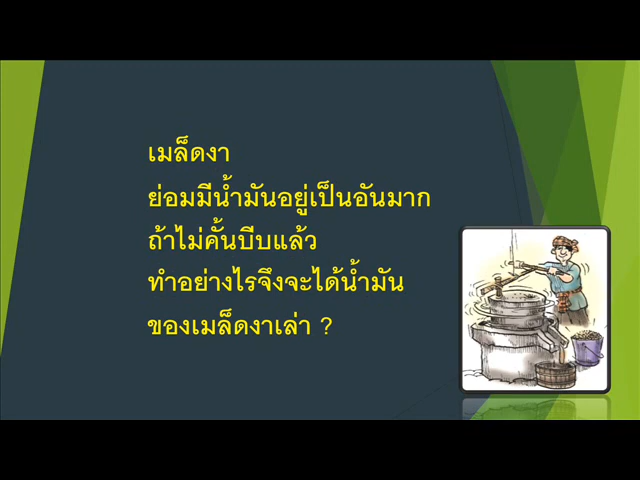 เมล็ดงา
ย่อมมีน้ำมันอยู่เป็นอันมาก
ถ้าไม่คั้นบีบแล้ว
ทำอย่างไรจึงจะได้น้ำมัน
ของเมล็ดงาเล่า ?